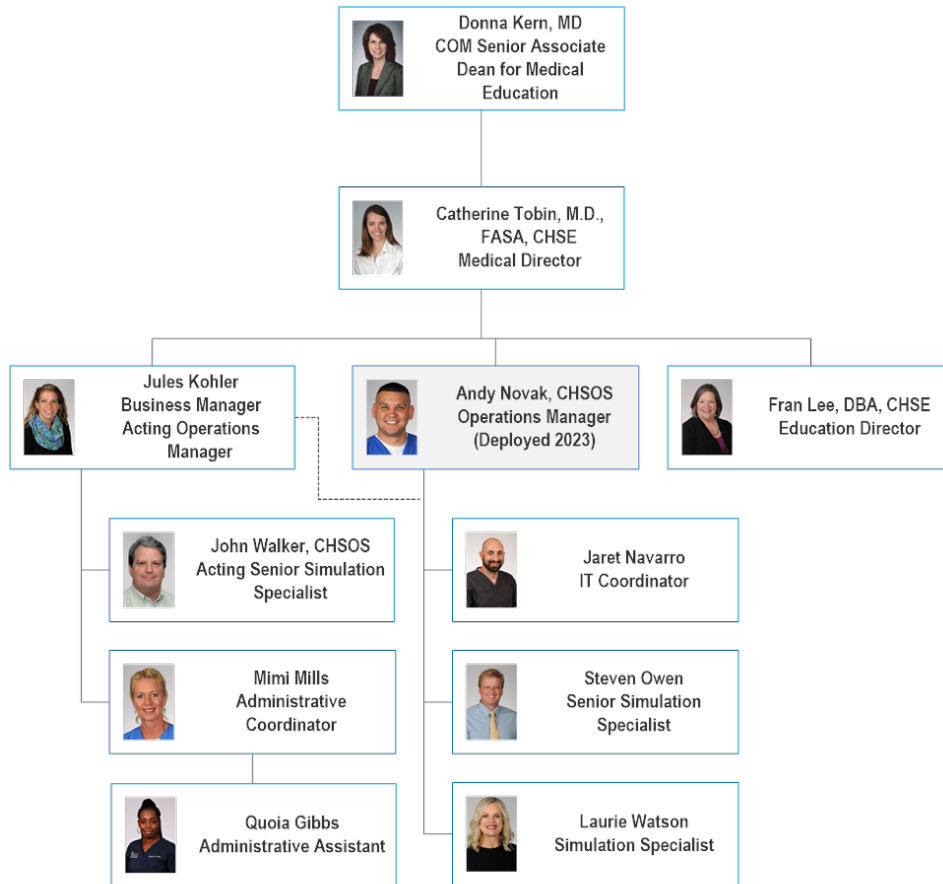 Donna Kern, MD
COM Senior Associate
Dean for Medical
Education
Catherine Tobin, M.D.,
FASA, CHSE
Medical Director
Jules Kohler
Business Manager
Acting Operations
Manager
Andy Novak, CHSOS
Operations Manager
(Deployed 2023)
Fran Lee, DBA, CHSE
Education Director
John Walker, CHSOS
Acting Senior Simulation
Specialist
Jaret Navarro
IT Coordinator
Mimi Mills
Administrative
Coordinator
Steven Owen
Senior Simulation
Specialist
Quoia Gibbs
Administrative Assistant
Laurie Watson
Simulation Specialist